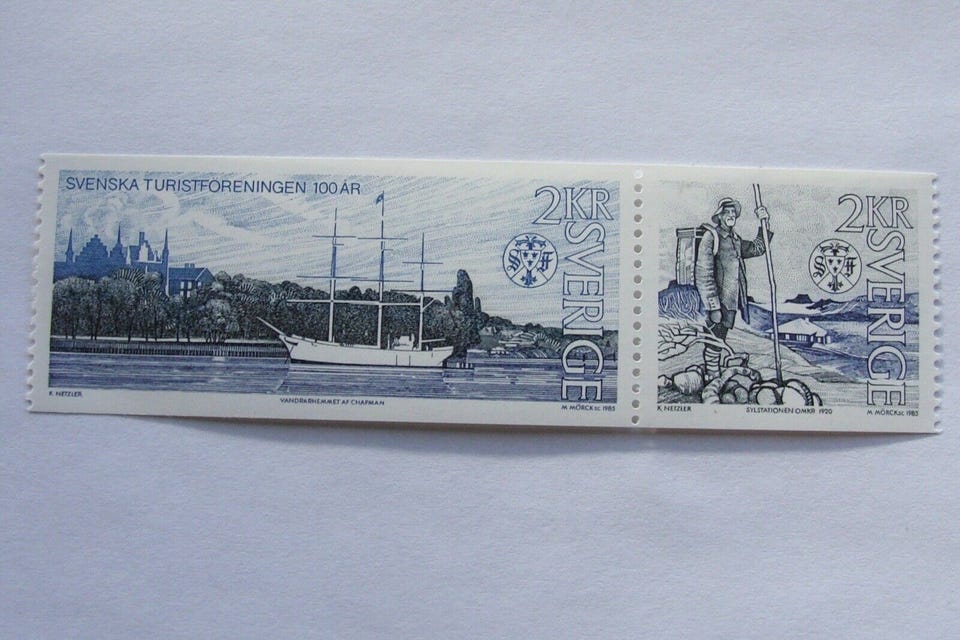 SVENSKA TURISTFÖRENINGEN 100 ÅR
2KR
SVERIGE
K. NETZLER
VANDRARHEMMET AF CHAPMAN
M. MÖRCK SC. 1985
2KR
SVERIGE
K. NETZLER
SYLSTATIONEN OMKR 1920
M. MÖRCK SC. 1985